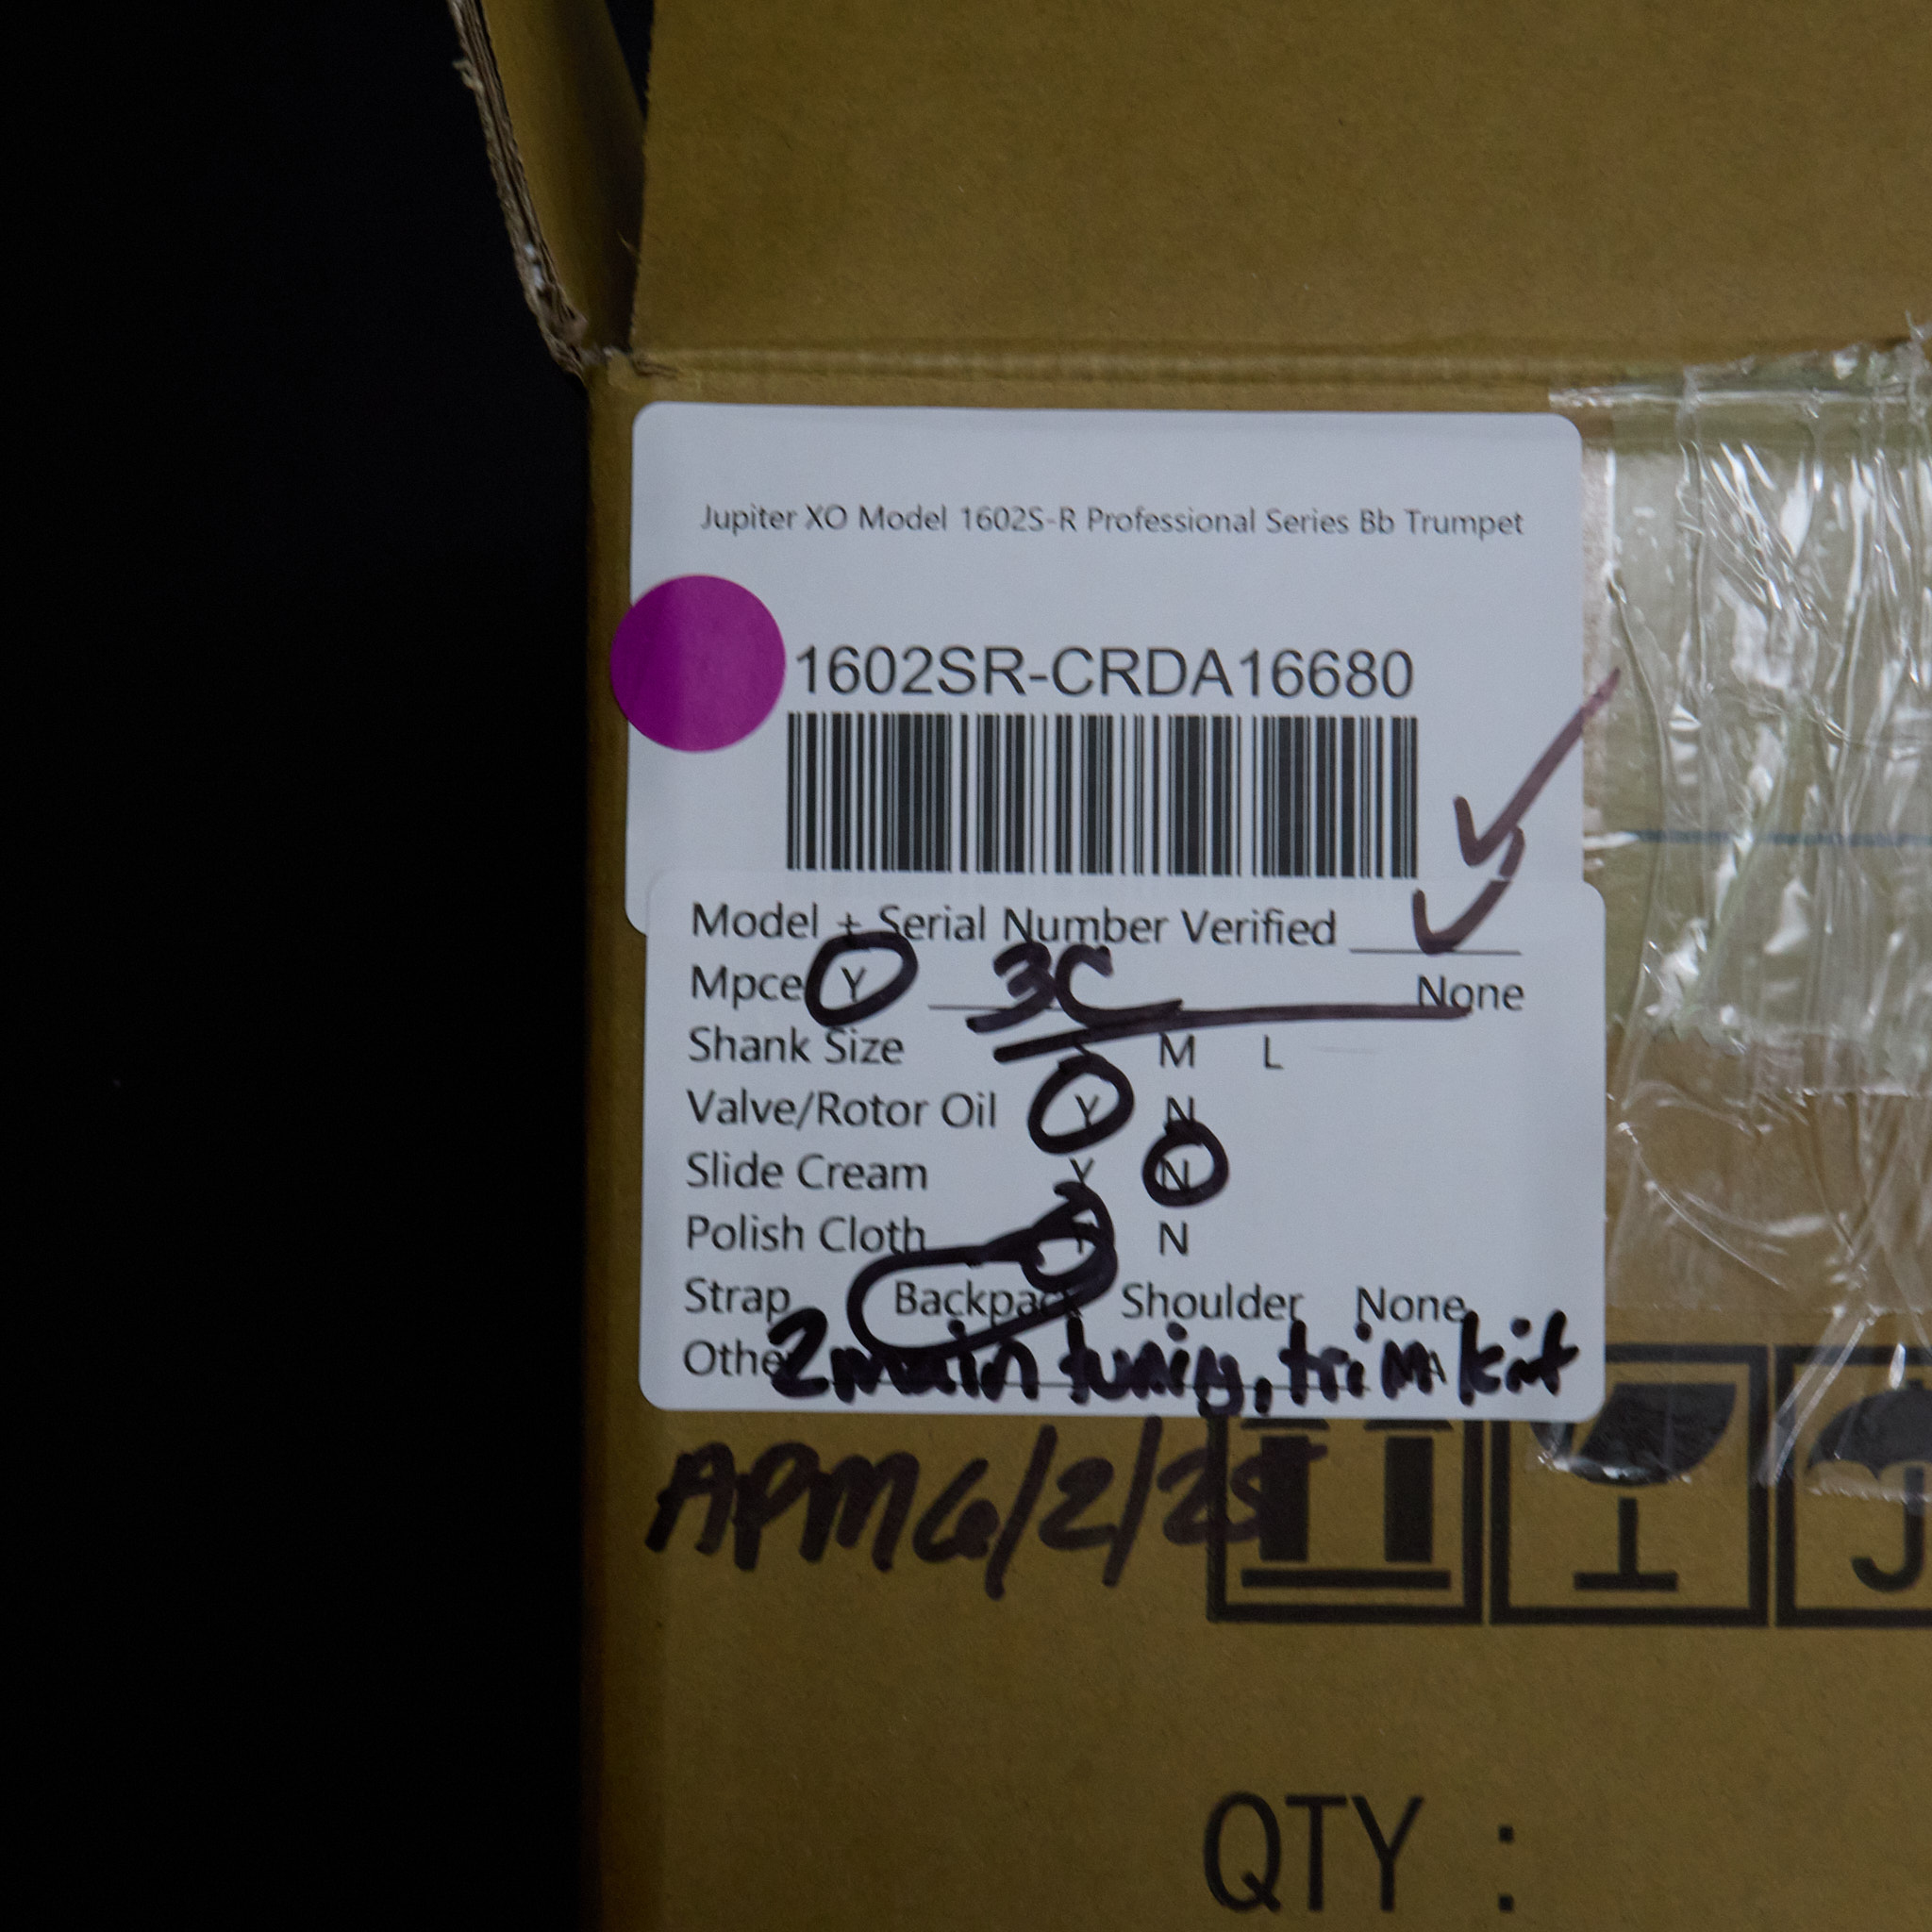 Jupiter XO Model 1602S-R Professional Series Bb Trumpet
1602SR-CRDA16680
Model + Serial Number Verified
Mpce Y 3C None
Shank Size M L
Valve/Rotor Oil Y N
Slide Cream Y N
Polish Cloth Y N
Strap Backpack Shoulder None
Other 2 main tuning, trim kit
APM 6/2/25
QTY :